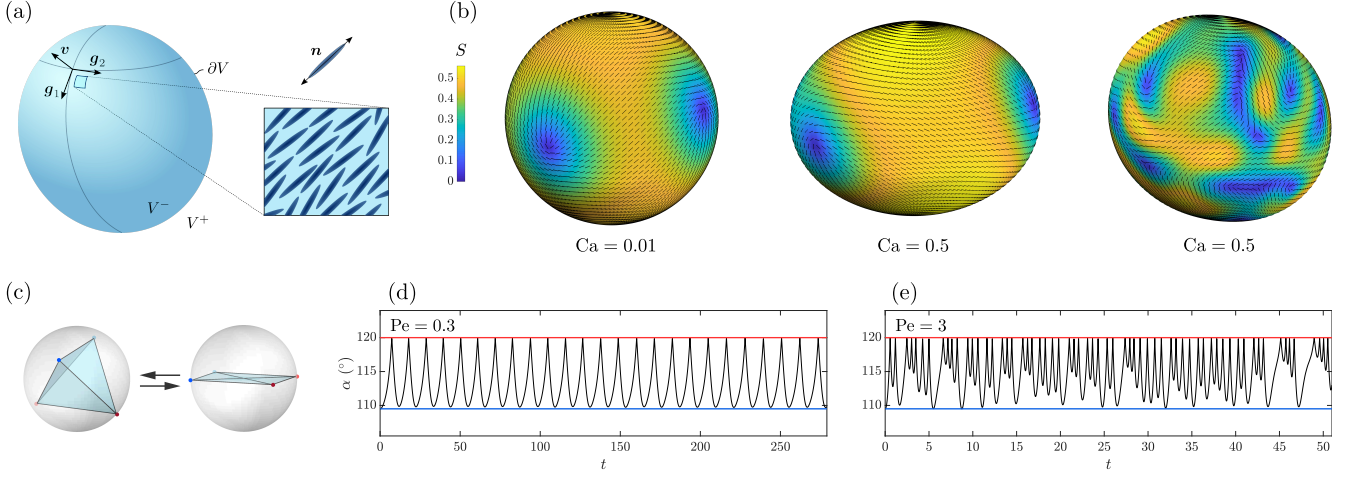 (a)
v
g₂
g₁
∂V
n
V⁻
V⁺
(b)
S
0.5
0.4
0.3
0.2
0.1
0
Ca = 0.01
Ca = 0.5
Ca = 0.5
(c)
(d)
Pe = 0.3
120
115
110
α (°)
0 50 100 150 200 250
t
(e)
Pe = 3
120
115
110
0 5 10 15 20 25 30 35 40 45 50
t